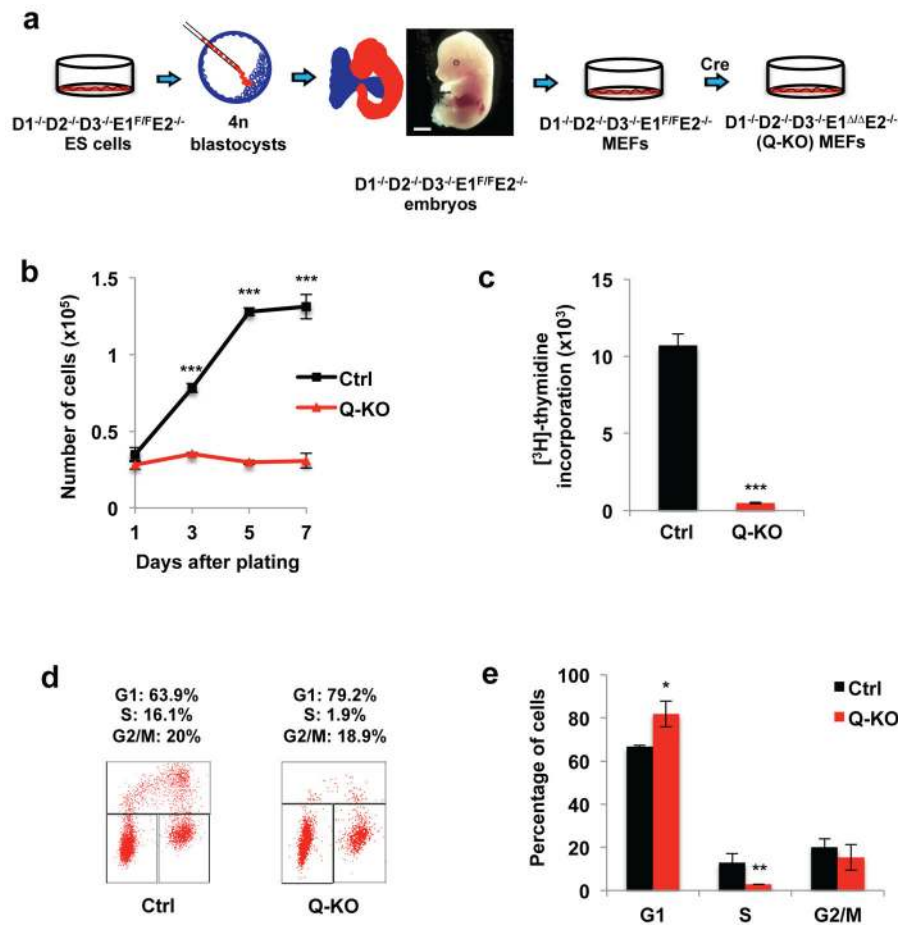 a
Cre
D1-/-D2-/-D3-/-E1F/FE2-/-
ES cells
4n
blastocysts
D1-/-D2-/-D3-/-E1F/FE2-/-
embryos
D1-/-D2-/-D3-/-E1F/FE2-/-
MEFs
D1-/-D2-/-D3-/-E1Δ/ΔE2-/-
(Q-KO) MEFs
b
Number of cells (x10⁵)
1.5
1
0.5
0
***
***
***
Ctrl
Q-KO
1 3 5 7
Days after plating
c
[³H]-thymidine
incorporation (x10³)
15
10
5
0
***
Ctrl Q-KO
d
G1: 63.9%
S: 16.1%
G2/M: 20%
Ctrl
G1: 79.2%
S: 1.9%
G2/M: 18.9%
Q-KO
e
Percentage of cells
100
80
60
40
20
0
*
**
Ctrl
Q-KO
G1 S G2/M